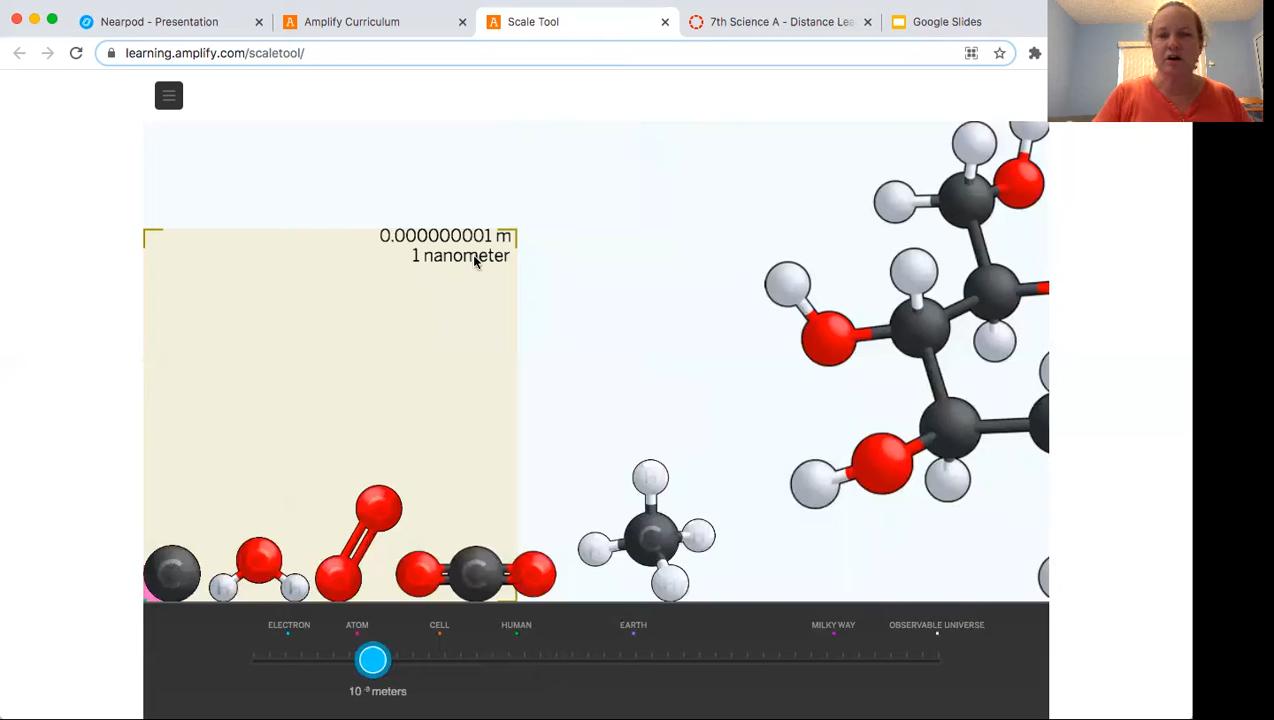 Nearpod - Presentation
Amplify Curriculum
Scale Tool
7th Science A - Distance Lea
Google Slides
learning.amplify.com/scaletool/
0.000000001 m
1 nanometer
C
h h
C
h
h C h
h
ELECTRON ATOM CELL HUMAN EARTH MILKY WAY OBSERVABLE UNIVERSE
10⁻⁹ meters